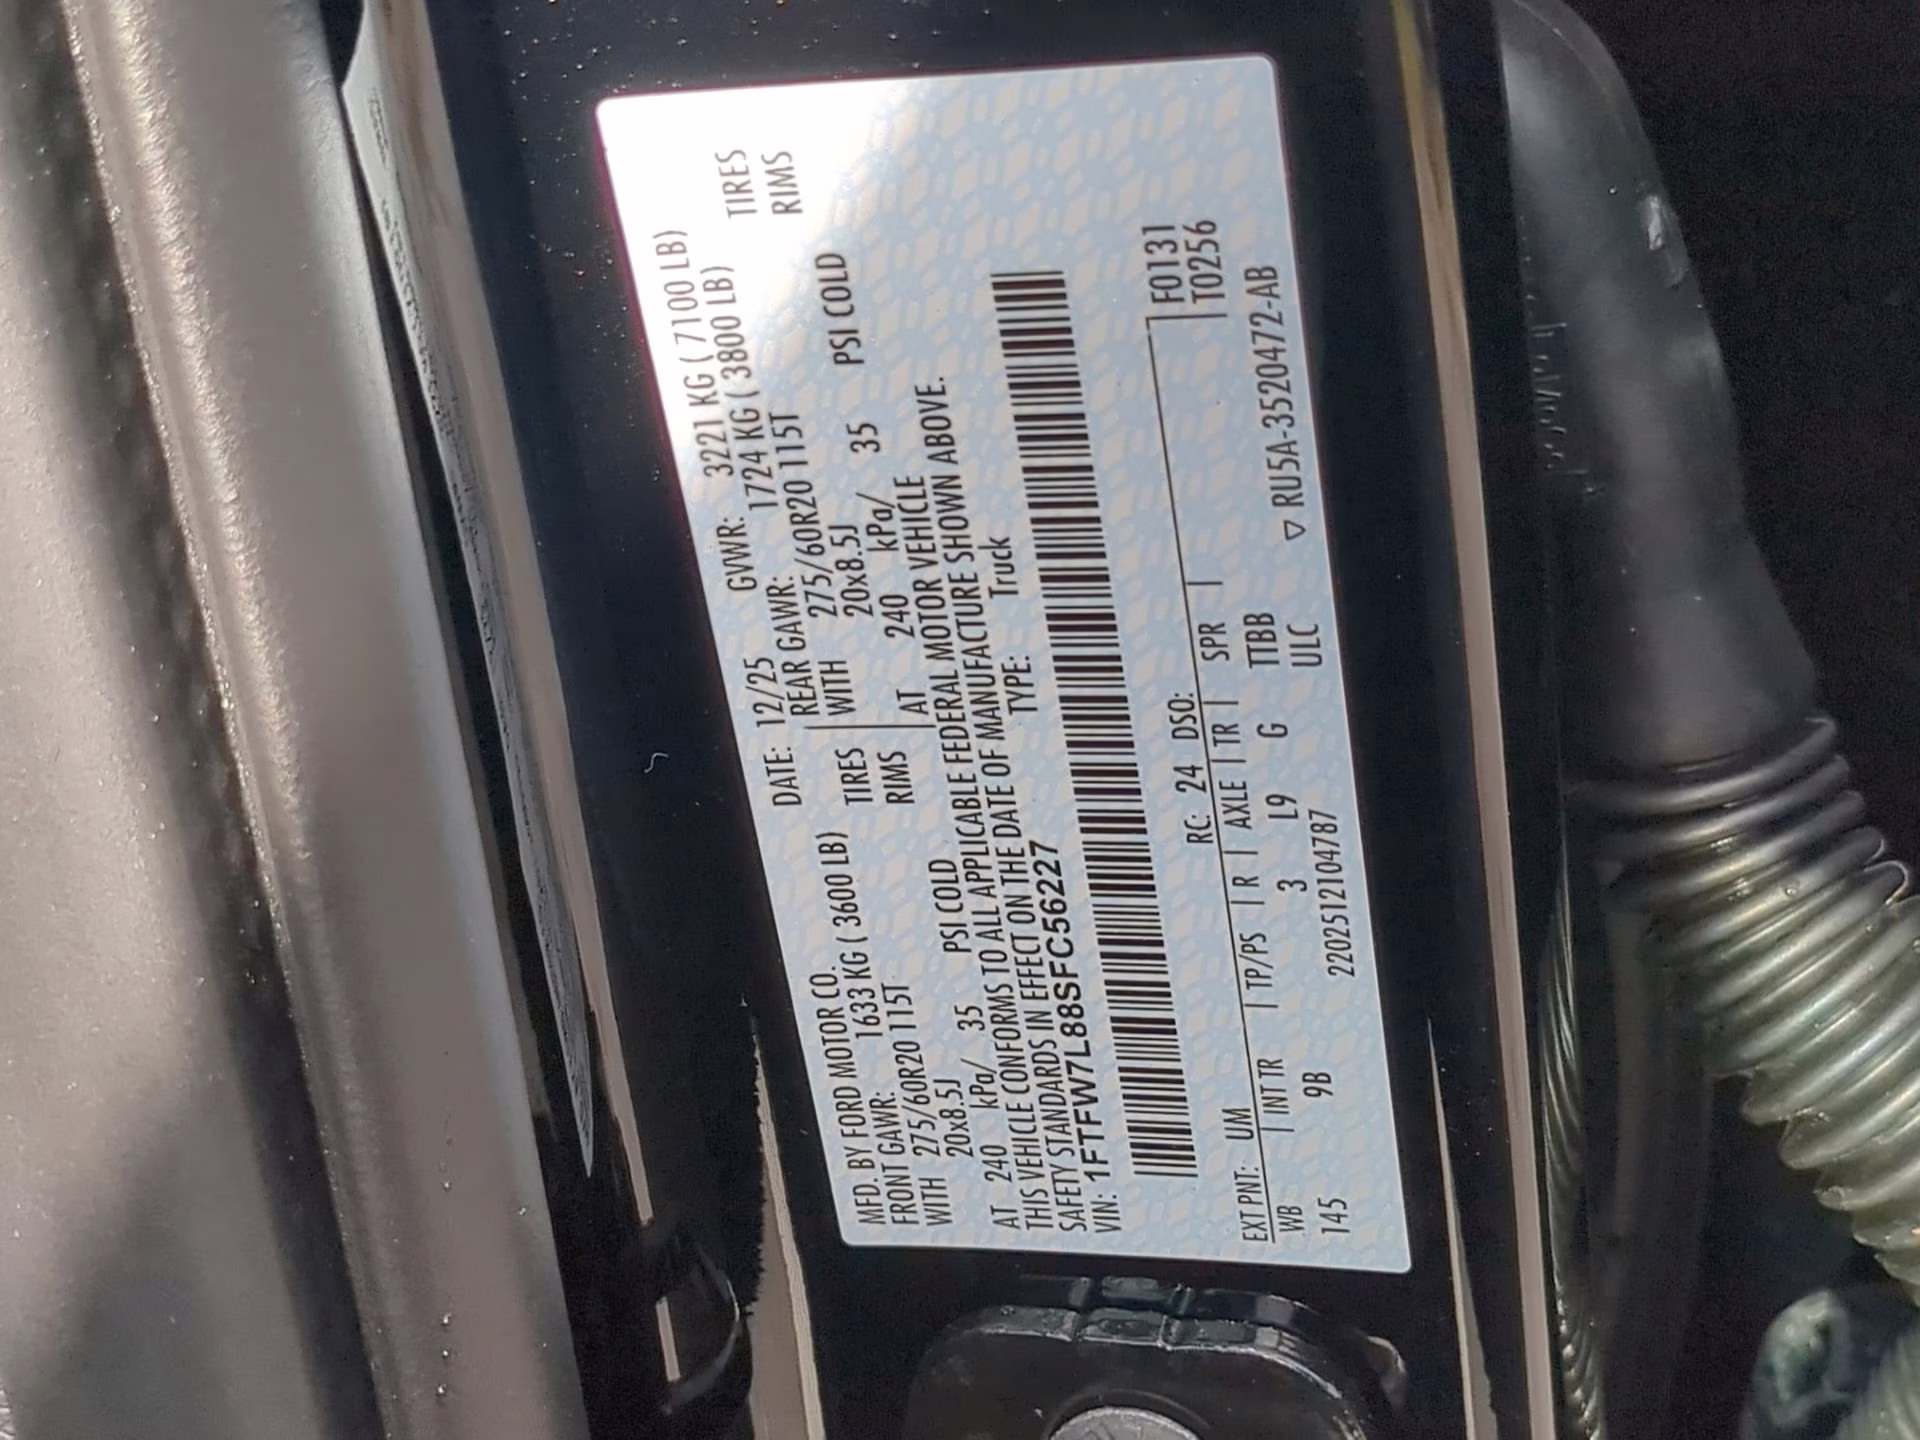 MFD. BY FORD MOTOR CO. DATE: 12/25 GVWR: 3221 KG ( 7100 LB)
FRONT GAWR: 1633 KG ( 3600 LB) REAR GAWR: 1724 KG ( 3800 LB)
WITH 275/60R20 115T TIRES WITH 275/60R20 115T TIRES
20x8.5J RIMS 20x8.5J RIMS
AT 240 kPa/ 35 PSI COLD AT 240 kPa/ 35 PSI COLD
THIS VEHICLE CONFORMS TO ALL APPLICABLE FEDERAL MOTOR VEHICLE
SAFETY STANDARDS IN EFFECT ON THE DATE OF MANUFACTURE SHOWN ABOVE.
VIN: 1FTFW7L88SFC56227 TYPE: Truck
F0131
EXT PNT: UM RC: 24 DSO: T0256
WB INT TR TP/PS R AXLE TR SPR
145 9B 3 L9 G TTBB ▽ RU5A-3520472-AB
2202512104787 ULC